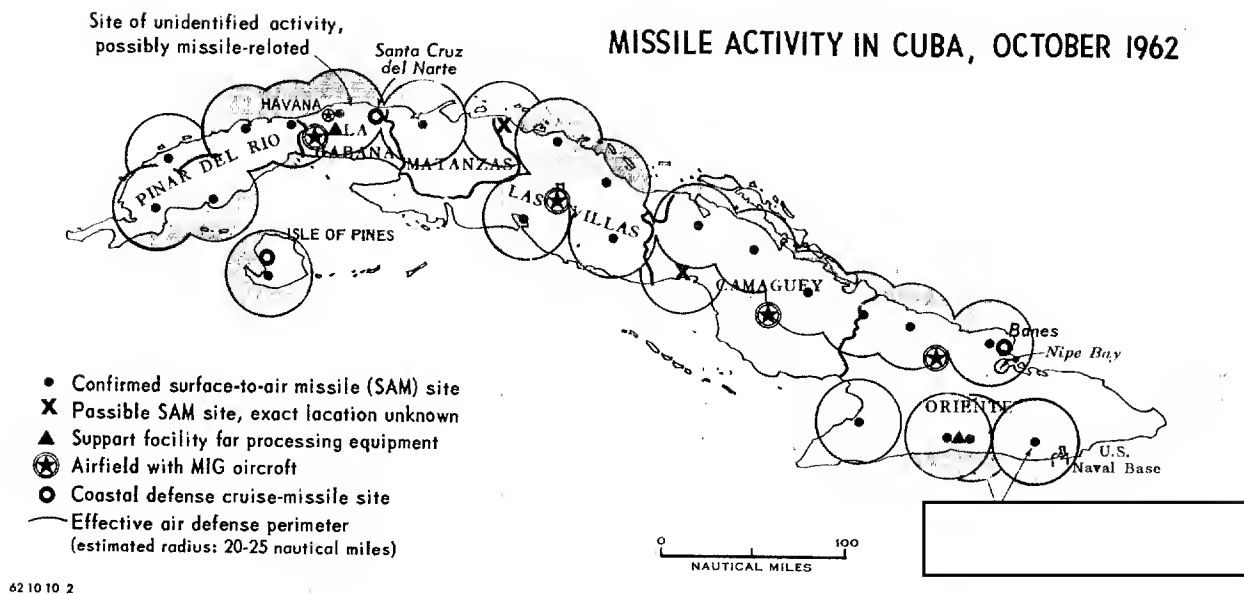 Site of unidentified activity,
possibly missile-reloted
MISSILE ACTIVITY IN CUBA, OCTOBER 1962
Santa Cruz
del Narte
HAVANA
LA
HABANA
MATANZAS
PINAR DEL RIO
ISLE OF PINES
LAS VILLAS
CAMAGUEY
Banes
Nipe Bay
ORIENTE
U.S.
Naval Base
Confirmed surface-to-air missile (SAM) site
X Passible SAM site, exact lacation unknown
Suppart facility far processing equipment
Airfield with MIG aircroft
Coastal defense cruise-missile site
Effective air defense perimeter
(estimated radius: 20-25 nautical miles)
0 100
NAUTICAL MILES
62 10 10 2